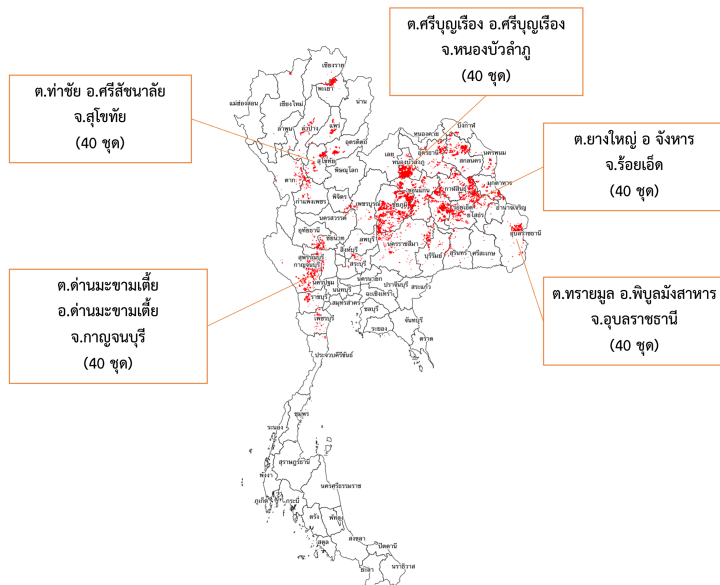 ต.ศรีบุญเรือง อ.ศรีบุญเรือง
จ.หนองบัวลำภู
(40 ชุด)
ต.ท่าชัย อ.ศรีสัชนาลัย
จ.สุโขทัย
(40 ชุด)
ต.ยางใหญ่ อ จังหาร
จ.ร้อยเอ็ด
(40 ชุด)
ต.ด่านมะขามเตี้ย
อ.ด่านมะขามเตี้ย
จ.กาญจนบุรี
(40 ชุด)
ต.ทรายมูล อ.พิบูลมังสาหาร
จ.อุบลราชธานี
(40 ชุด)
เชียงราย
พะเยา
แม่ฮ่องสอน
เชียงใหม่
น่าน
ลำพูน
ลำปาง
แพร่
อุตรดิตถ์
สุโขทัย
พิษณุโลก
ตาก
กำแพงเพชร
พิจิตร
เพชรบูรณ์
นครสวรรค์
อุทัยธานี
ชัยนาท
ลพบุรี
สิงห์บุรี
สุพรรณบุรี
กาญจนบุรี
สระบุรี
นครนายก
นครปฐม
ปราจีนบุรี
นนทบุรี
ฉะเชิงเทรา
สระแก้ว
ราชบุรี
สมุทรสาคร
ชลบุรี
เพชรบุรี
ระยอง
จันทบุรี
ตราด
ประจวบคีรีขันธ์
เลย
หนองคาย
บึงกาฬ
หนองบัวลำภู
อุดรธานี
สกลนคร
นครพนม
ขอนแก่น
กาฬสินธุ์
มุกดาหาร
ชัยภูมิ
ร้อยเอ็ด
ยโสธร
อำนาจเจริญ
อุบลราชธานี
นครราชสีมา
บุรีรัมย์
สุรินทร์
ศรีสะเกษ
ชุมพร
ระนอง
สุราษฎร์ธานี
พังงา
นครศรีธรรมราช
ภูเก็ต
กระบี่
ตรัง
พัทลุง
สตูล
สงขลา
ปัตตานี
ยะลา
นราธิวาส